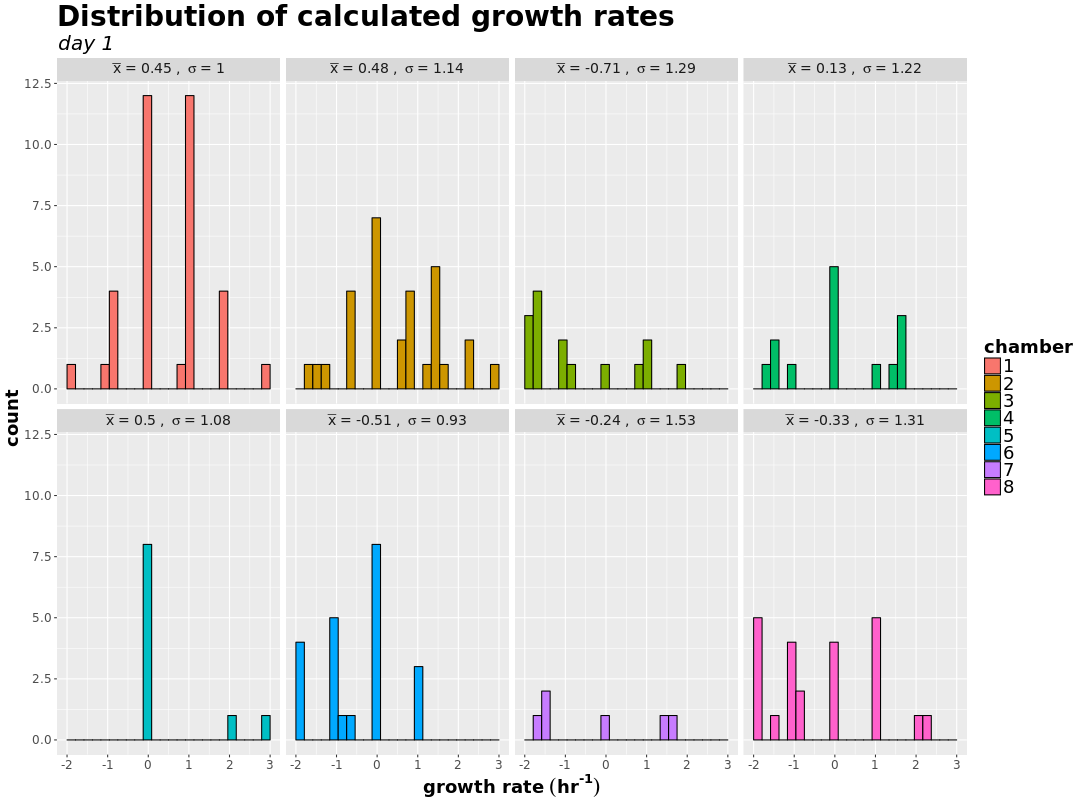 Distribution of calculated growth rates
day 1
x̅ = 0.45 , σ = 1
x̅ = 0.48 , σ = 1.14
x̅ = -0.71 , σ = 1.29
x̅ = 0.13 , σ = 1.22
12.5
10.0
7.5
5.0
2.5
0.0
x̅ = 0.5 , σ = 1.08
x̅ = -0.51 , σ = 0.93
x̅ = -0.24 , σ = 1.53
x̅ = -0.33 , σ = 1.31
12.5
10.0
7.5
5.0
2.5
0.0
-2 -1 0 1 2 3
-2 -1 0 1 2 3
-2 -1 0 1 2 3
-2 -1 0 1 2 3
count
growth rate (hr⁻¹)
chamber
1
2
3
4
5
6
7
8